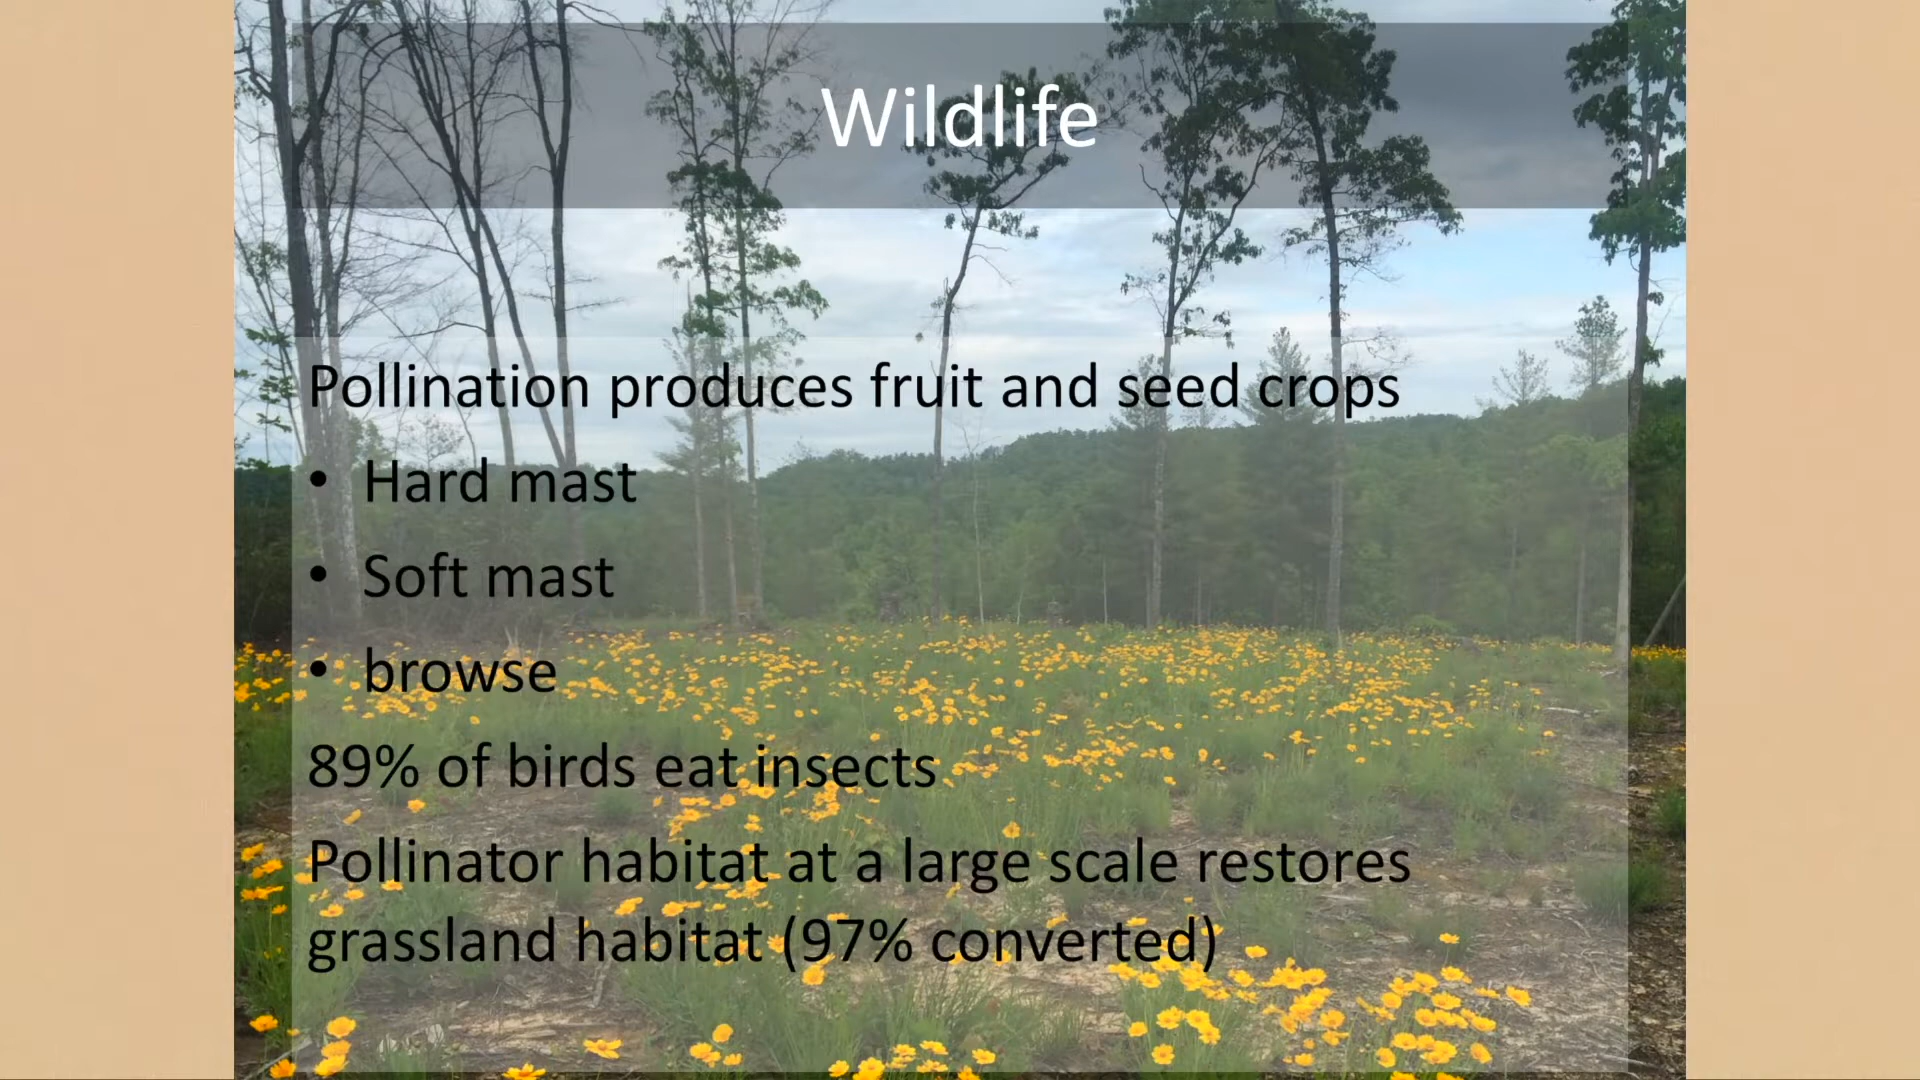 Wildlife
Pollination produces fruit and seed crops
• Hard mast
• Soft mast
• browse
89% of birds eat insects
Pollinator habitat at a large scale restores
grassland habitat (97% converted)